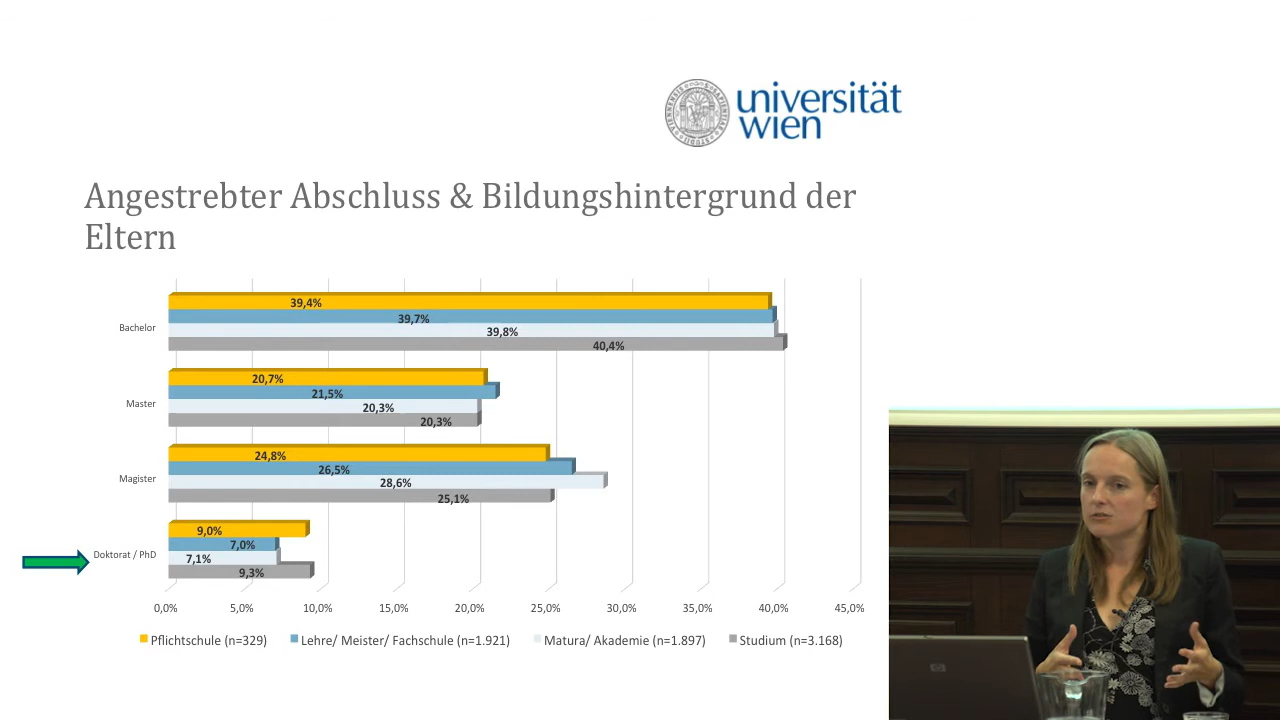 universität
wien
Angestrebter Abschluss & Bildungshintergrund der
Eltern
Bachelor
39,4%
39,7%
39,8%
40,4%
Master
20,7%
21,5%
20,3%
20,3%
Magister
24,8%
26,5%
28,6%
25,1%
Doktorat / PhD
9,0%
7,0%
7,1%
9,3%
0,0% 5,0% 10,0% 15,0% 20,0% 25,0% 30,0% 35,0% 40,0% 45,0%
Pflichtschule (n=329) Lehre/ Meister/ Fachschule (n=1.921) Matura/ Akademie (n=1.897) Studium (n=3.168)